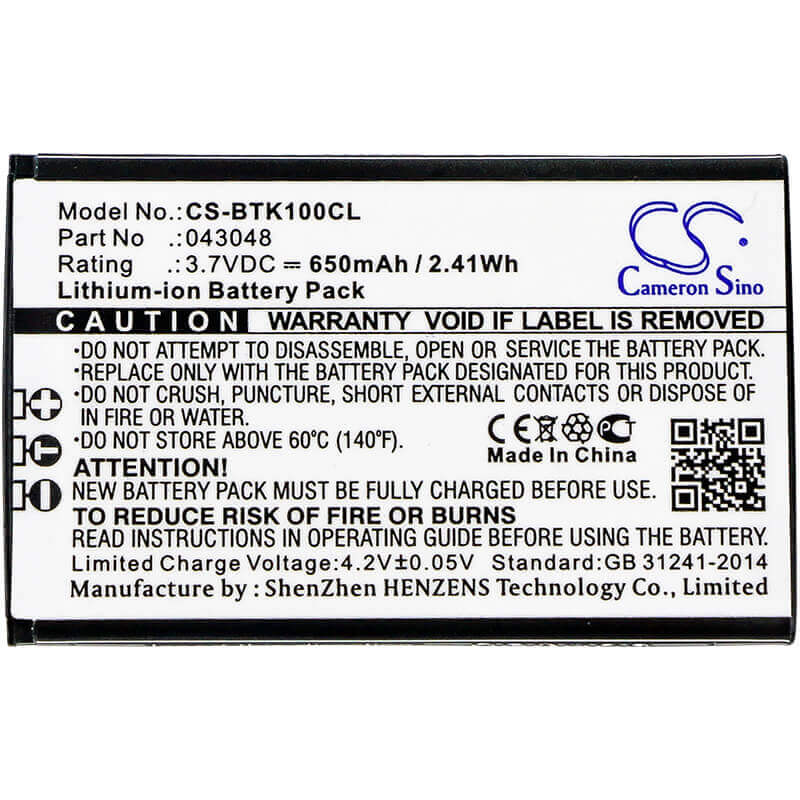 Model No.:CS-BTK100CL
Part No .:043048
Rating .:3.7VDC ⎓ 650mAh / 2.41Wh
Lithium-ion Battery Pack
CS
Cameron Sino
CAUTION WARRANTY VOID IF LABEL IS REMOVED
•DO NOT ATTEMPT TO DISASSEMBLE, OPEN OR SERVICE THE BATTERY PACK.
•REPLACE ONLY WITH THE BATTERY DESIGNATED FOR THIS PRODUCT.
•DO NOT CRUSH, PUNCTURE, SHORT EXTERNAL CONTACTS OR DISPOSE OF
IN FIRE OR WATER.
•DO NOT STORE ABOVE 60°C (140°F).
CE PCT
Made In China
ATTENTION!
NEW BATTERY PACK MUST BE FULLY CHARGED BEFORE USE.
TO REDUCE RISK OF FIRE OR BURNS
READ INSTRUCTIONS OR OPERATING GUIDE BEFORE USING THE BATTERY.
Limited Charge Voltage:4.2V±0.05V Standard:GB 31241-2014
Manufacturer:ShenZhen HENZENS Technology Co., Limited